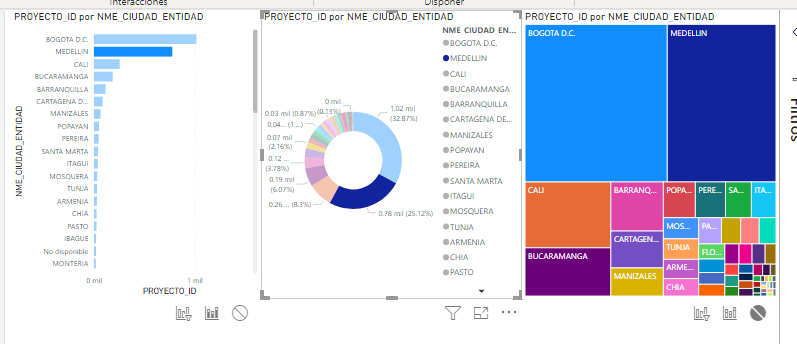 Interacciones
Disponer
PROYECTO_ID por NME_CIUDAD_ENTIDAD
NME_CIUDAD_ENTIDAD
BOGOTA D.C.
MEDELLIN
CALI
BUCARAMANGA
BARRANQUILLA
CARTAGENA D...
MANIZALES
POPAYAN
PEREIRA
SANTA MARTA
ITAGUI
MOSQUERA
TUNJA
ARMENIA
CHIA
PASTO
IBAGUE
No disponible
MONTERIA
0 mil
1 mil
PROYECTO_ID
PROYECTO_ID por NME_CIUDAD_ENTIDAD
0 mil
(0.13%)
0.03 mil (0.87%)
0.04...
(1....)
0.07 mil
(2.16%)
0.12 ...
(3.78%)
0.19 mil
(6.07%)
0.26 ... (8.3%)
1.02 mil
(32.87%)
0.78 mil (25.12%)
NME_CIUDAD_EN...
BOGOTA D.C.
MEDELLIN
CALI
BUCARAMANGA
BARRANQUILLA
CARTAGENA DE...
MANIZALES
POPAYAN
PEREIRA
SANTA MARTA
ITAGUI
MOSQUERA
TUNJA
ARMENIA
CHIA
PASTO
PROYECTO_ID por NME_CIUDAD_ENTIDAD
BOGOTA D.C.
MEDELLIN
CALI
BUCARAMANGA
BARRANQ...
CARTAGEN...
MANIZALES
POPA...
PERE...
SA...
ITA...
MOS...
PA...
TUNJA
FLO...
ARME...
CHIA